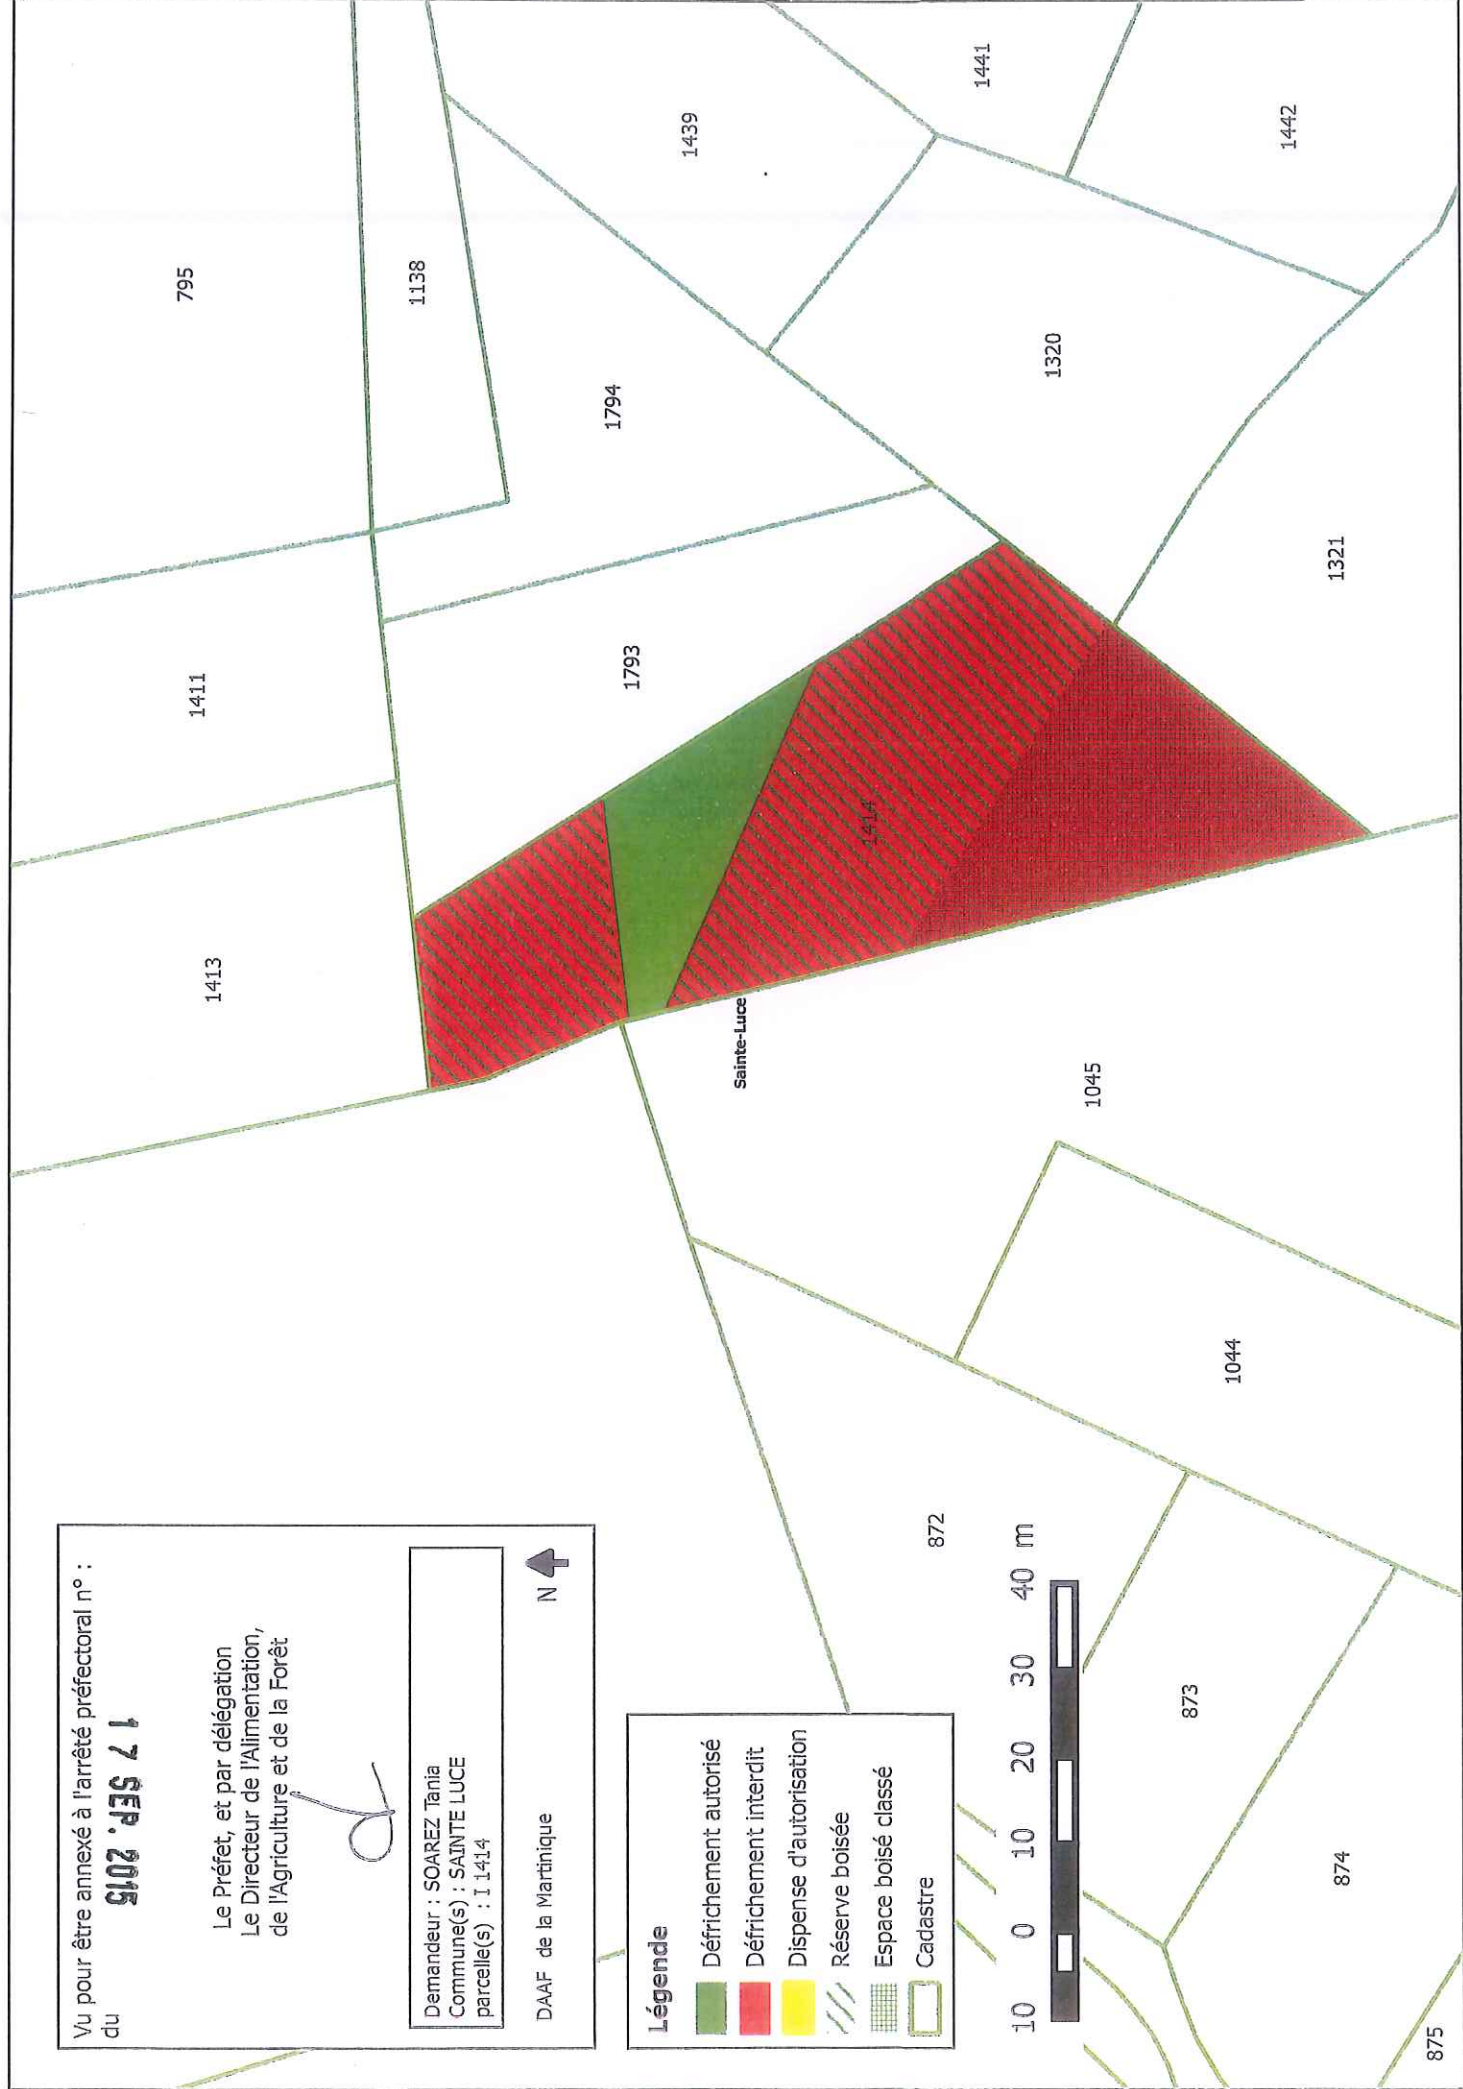 Vu pour être annexé à l'arrêté préfectoral n° :
du
17 SEP. 2015
Le Préfet, et par délégation
Le Directeur de l'Alimentation,
de l'Agriculture et de la Forêt
Demandeur : SOAREZ Tania
Commune(s) : SAINTE LUCE
parcelle(s) : I 1414
DAAF de la Martinique
N
Légende
Défrichement autorisé
Défrichement interdit
Dispense d'autorisation
Réserve boisée
Espace boisé classé
Cadastre
10 0 10 20 30 40 m
1413
1411
795
1138
1793
1794
1439
1441
Sainte-Luce
1414
1320
1442
872
1045
1321
873
1044
874
875